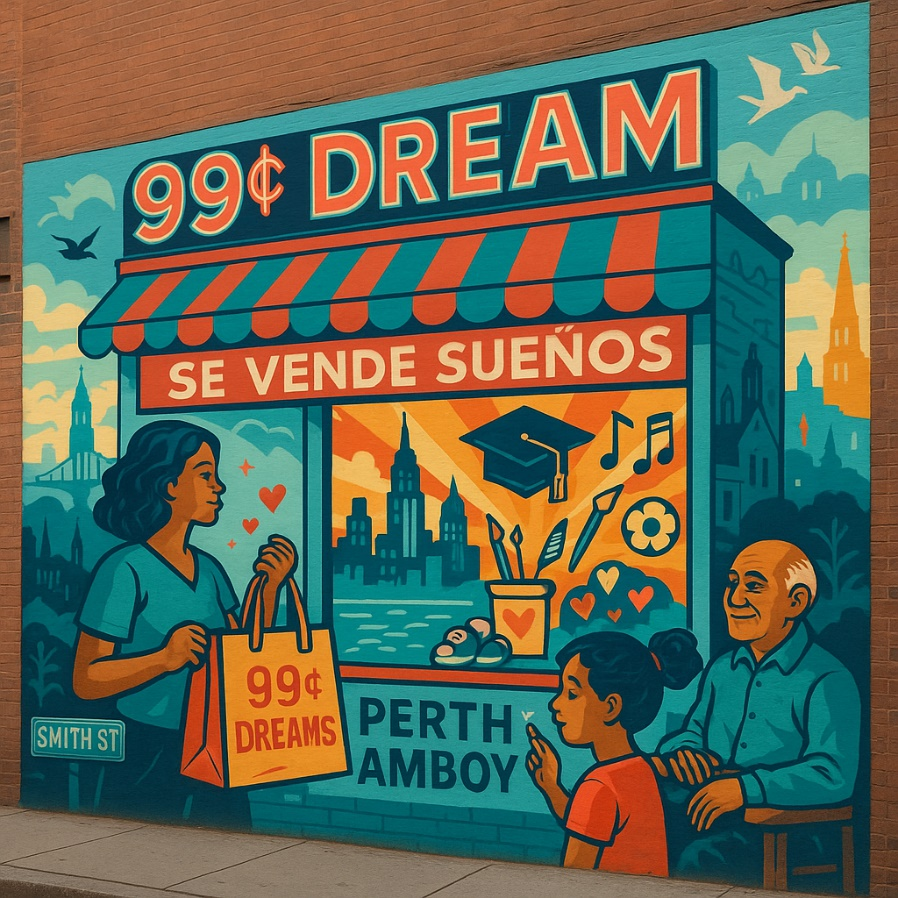 99¢ DREAM
SE VENDE SUEÑOS
99¢
DREAMS
PERTH
AMBOY
SMITH ST